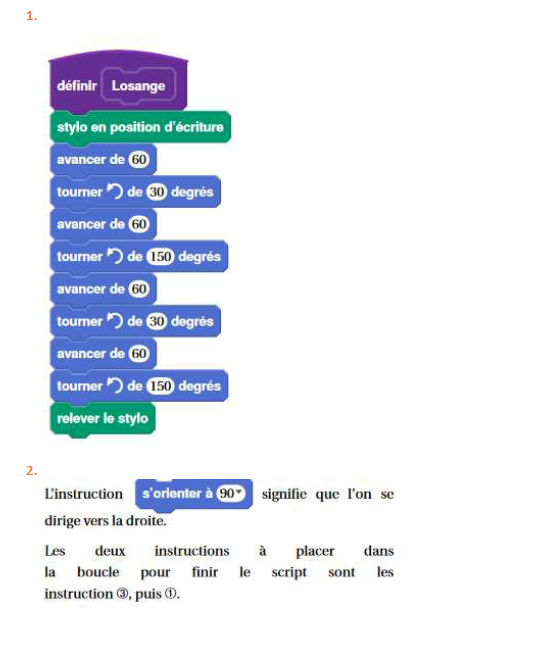 1.
définir Losange
stylo en position d'écriture
avancer de 60
tourner de 30 degrés
avancer de 60
tourner de 150 degrés
avancer de 60
tourner de 30 degrés
avancer de 60
tourner de 150 degrés
relever le stylo
2.
L'instruction s'orienter à 90 signifie que l'on se
dirige vers la droite.
Les deux instructions à placer dans
la boucle pour finir le script sont les
instruction ③, puis ①.